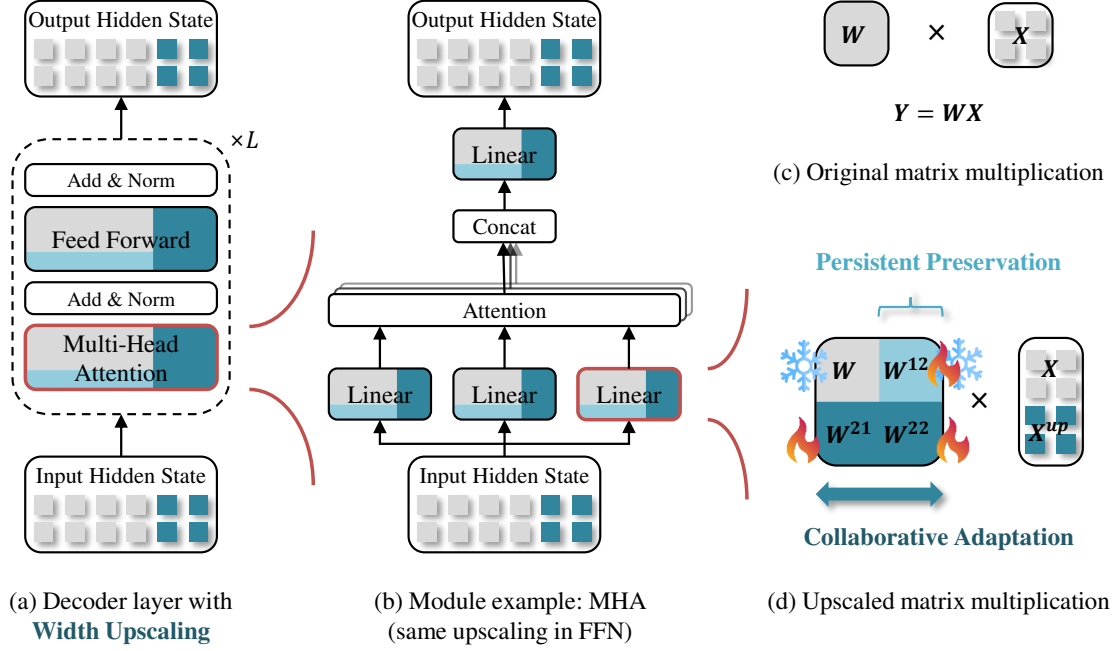 Output Hidden State
×L
Add & Norm
Feed Forward
Add & Norm
Multi-Head
Attention
Input Hidden State
(a) Decoder layer with
Width Upscaling
Output Hidden State
Linear
Concat
Attention
Linear
Linear
Linear
Input Hidden State
(b) Module example: MHA
(same upscaling in FFN)
W × X
Y = WX
(c) Original matrix multiplication
Persistent Preservation
W W¹² × X
W²¹ W²² X^{up}
Collaborative Adaptation
(d) Upscaled matrix multiplication